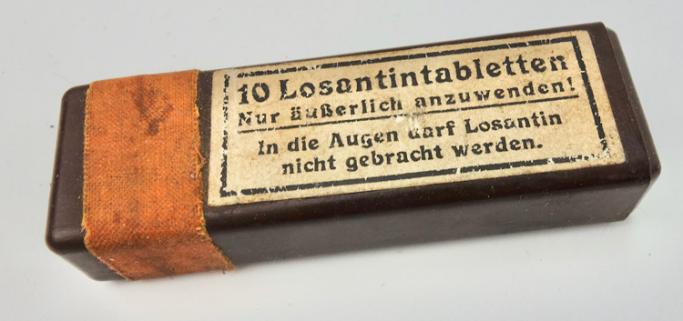 10 Losantintabletten
Nur äußerlich anzuwenden!
In die Augen darf Losantin
nicht gebracht werden.